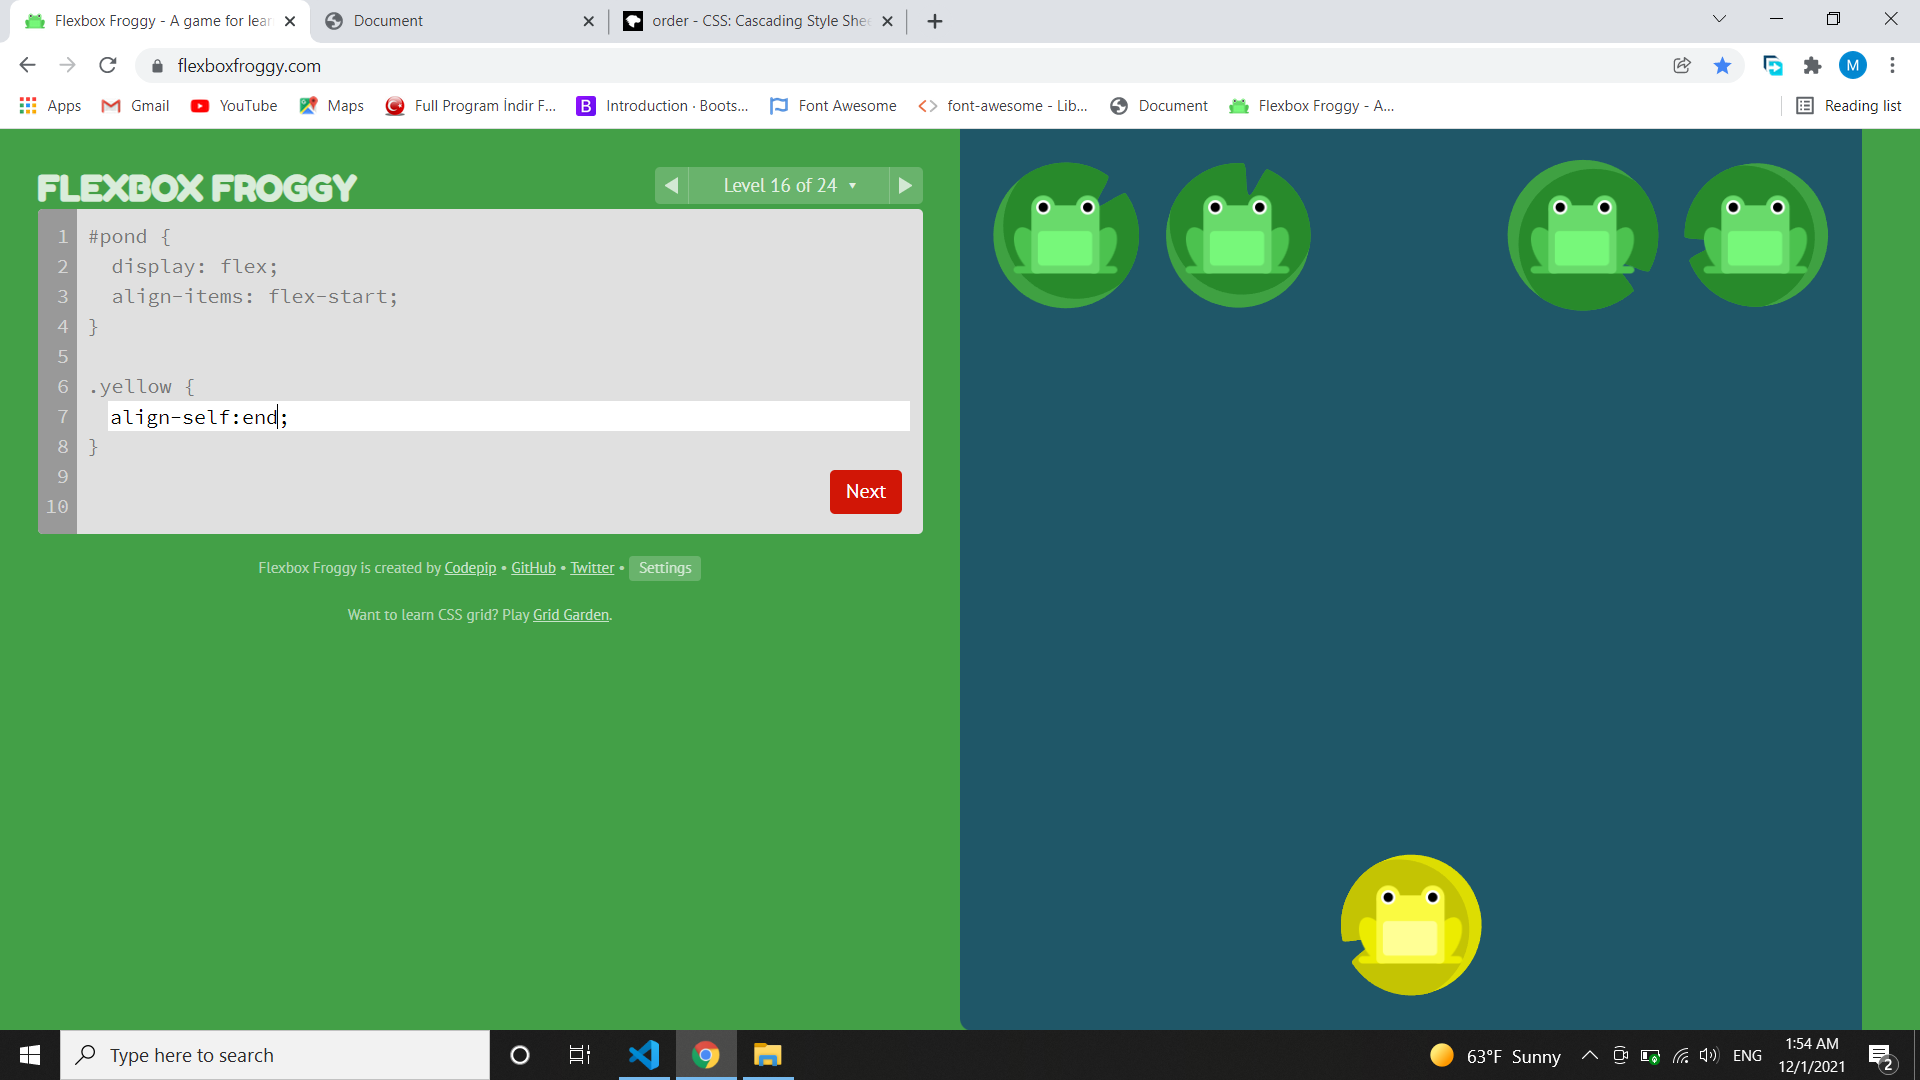 Flexbox Froggy - A game for lear
Document
order - CSS: Cascading Style Shee
flexboxfroggy.com
M
Apps
Gmail
YouTube
Maps
Full Program İndir F...
B
Introduction · Boots...
Font Awesome
font-awesome - Lib...
Document
Flexbox Froggy - A...
Reading list
FLEXBOX FROGGY
Level 16 of 24 ▼
1 #pond {
2 display: flex;
3 align-items: flex-start;
4 }
5
6 .yellow {
7 align-self:end;
8 }
9
10
Next
Flexbox Froggy is created by Codepip • GitHub • Twitter • Settings
Want to learn CSS grid? Play Grid Garden.
Type here to search
63°F Sunny
ENG
1:54 AM
12/1/2021
2